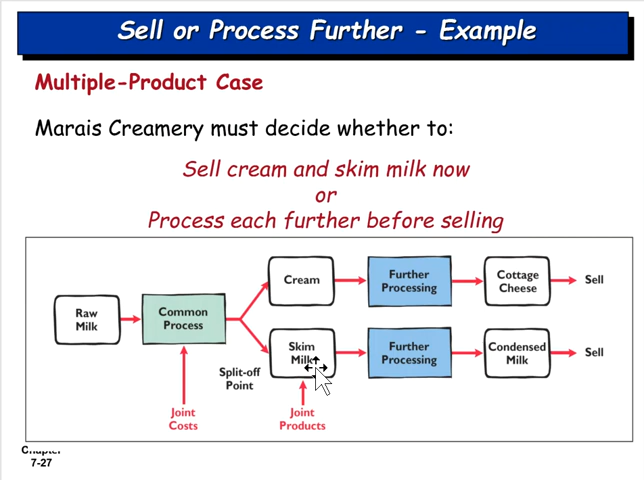 Sell or Process Further - Example
Multiple-Product Case
Marais Creamery must decide whether to:
Sell cream and skim milk now
or
Process each further before selling
Cream
Further
Processing
Cottage
Cheese
Sell
Raw
Milk
Common
Process
Skim
Milk
Further
Processing
Condensed
Milk
Sell
Split-off
Point
Joint
Costs
Joint
Products
Chapter
7-27